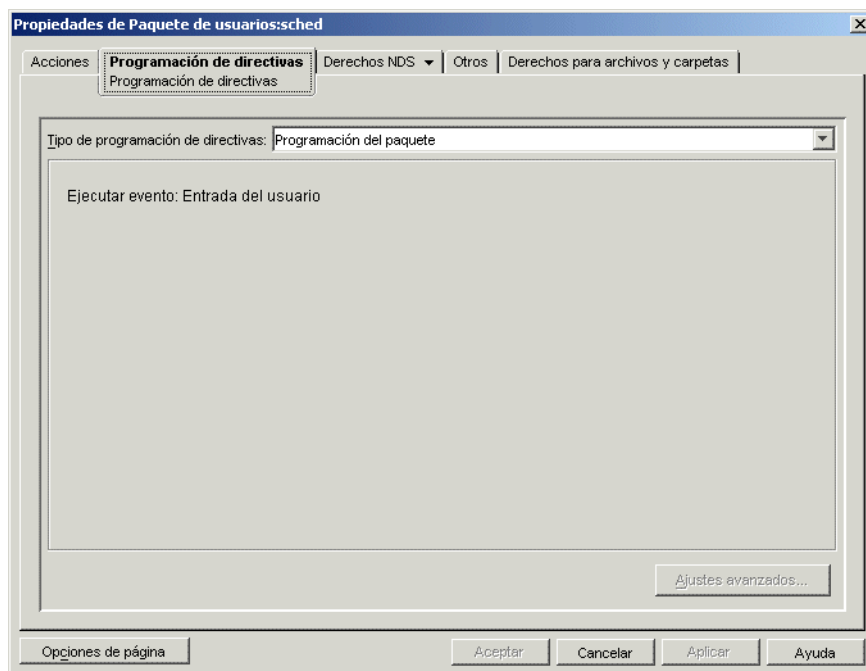 Propiedades de Paquete de usuarios:sched
Acciones Programación de directivas Derechos NDS Otros Derechos para archivos y carpetas
Programación de directivas
Tipo de programación de directivas: Programación del paquete
Ejecutar evento: Entrada del usuario
Ajustes avanzados...
Opciones de página Aceptar Cancelar Aplicar Ayuda